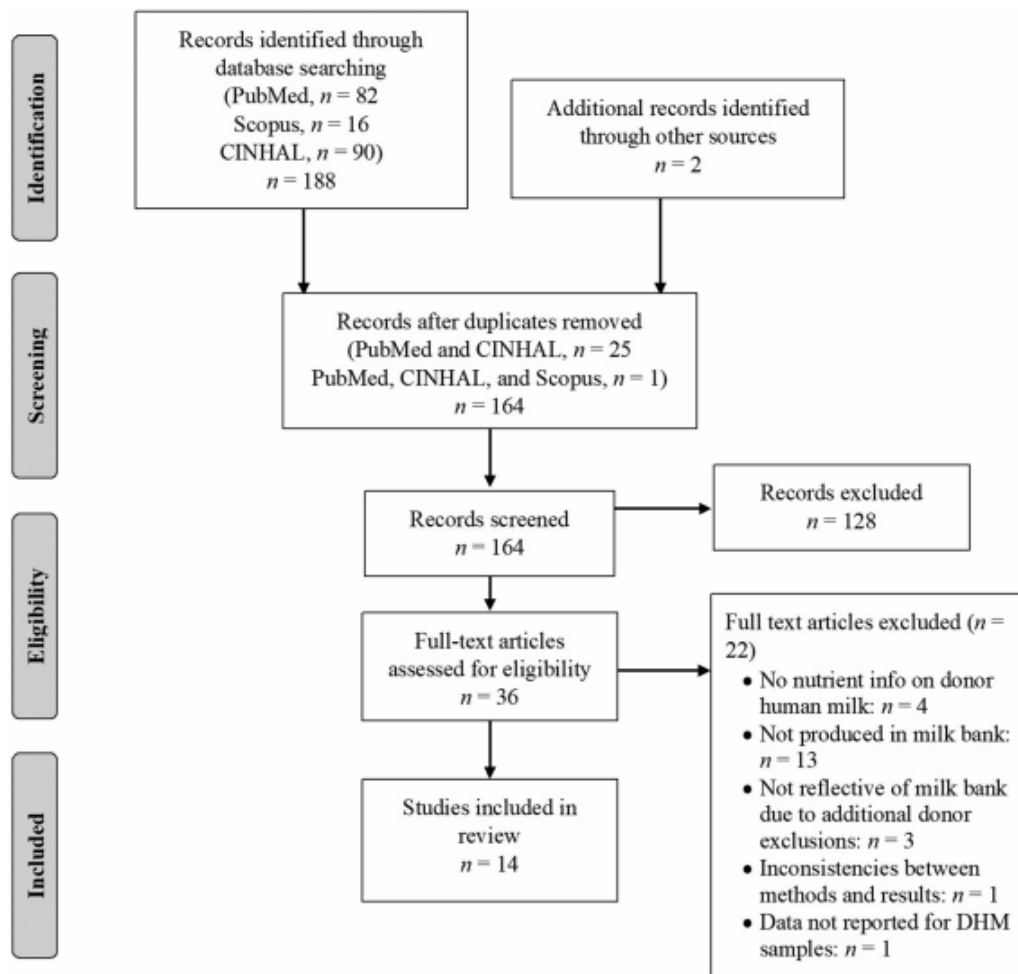 Identification
Records identified through
database searching
(PubMed, n = 82
Scopus, n = 16
CINHAL, n = 90)
n = 188
Additional records identified
through other sources
n = 2
Screening
Records after duplicates removed
(PubMed and CINHAL, n = 25
PubMed, CINHAL, and Scopus, n = 1)
n = 164
Records screened
n = 164
Records excluded
n = 128
Eligibility
Full-text articles
assessed for eligibility
n = 36
Full text articles excluded (n =
22)
• No nutrient info on donor
human milk: n = 4
• Not produced in milk bank:
n = 13
• Not reflective of milk bank
due to additional donor
exclusions: n = 3
• Inconsistencies between
methods and results: n = 1
• Data not reported for DHM
samples: n = 1
Included
Studies included in
review
n = 14